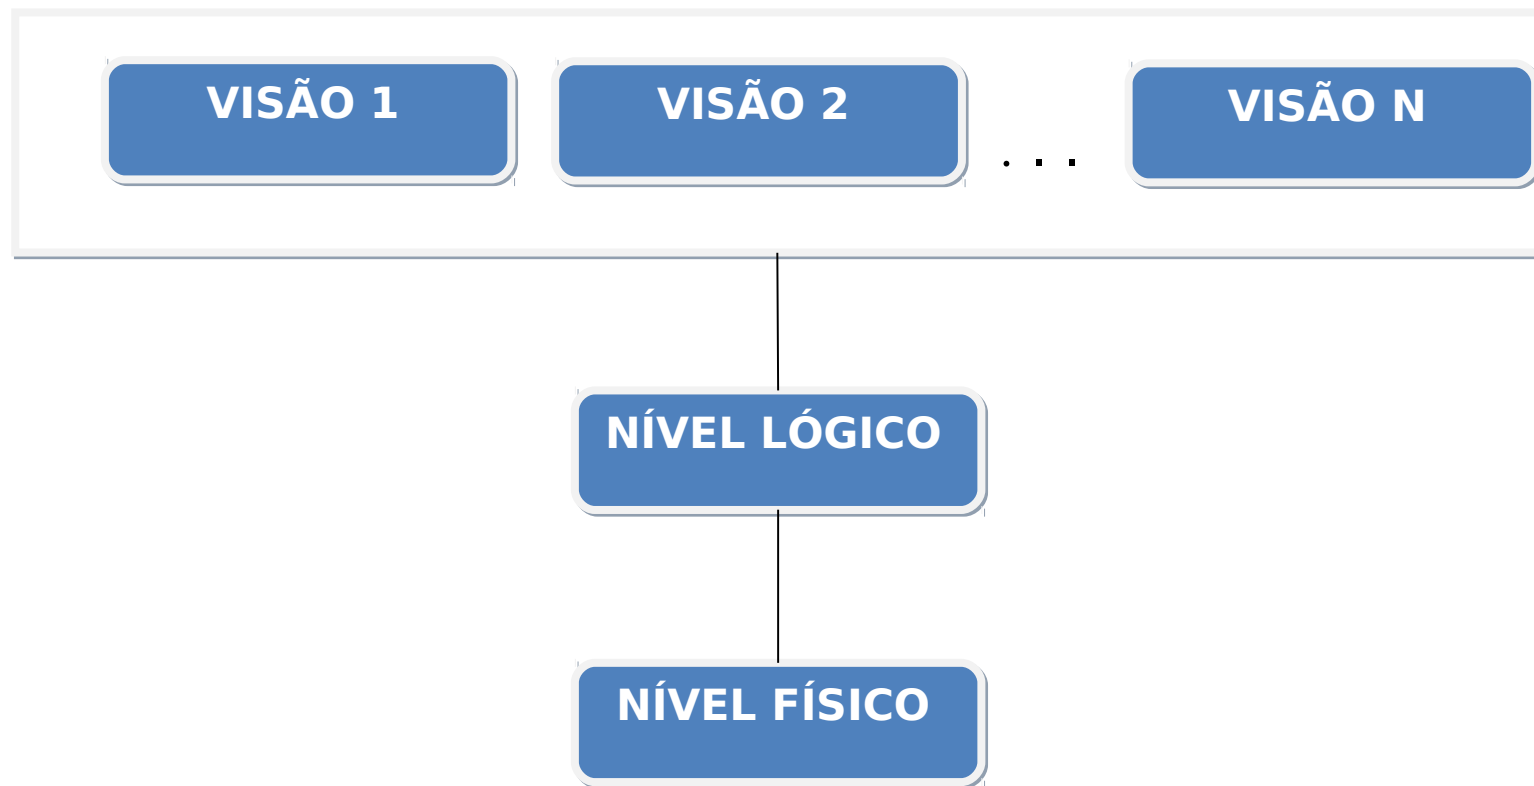 VISÃO 1
VISÃO 2
. . .
VISÃO N
NÍVEL LÓGICO
NÍVEL FÍSICO